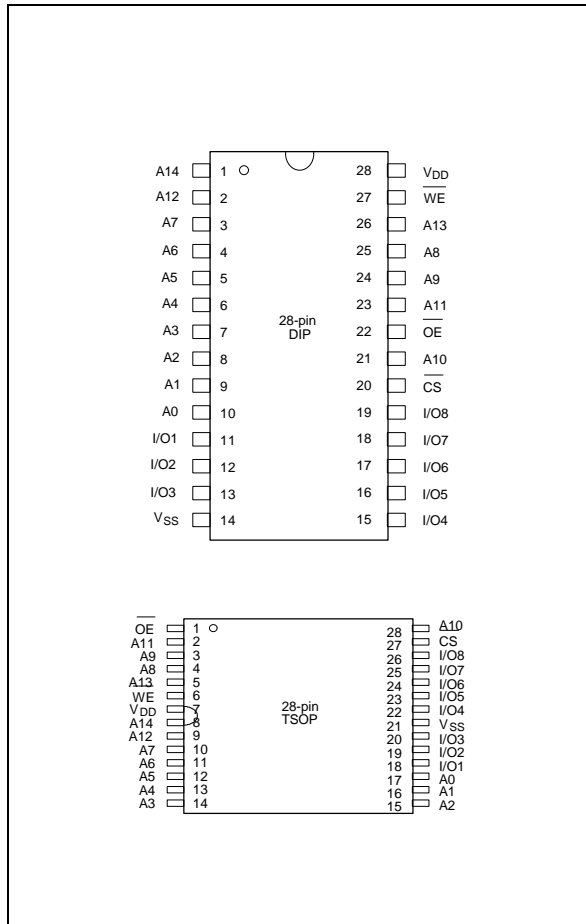 A14 1 28 VDD
A12 2 27 WE
A7 3 26 A13
A6 4 25 A8
A5 5 24 A9
A4 6 23 A11
28-pin
DIP
A3 7 22 OE
A2 8 21 A10
A1 9 20 CS
A0 10 19 I/O8
I/O1 11 18 I/O7
I/O2 12 17 I/O6
I/O3 13 16 I/O5
VSS 14 15 I/O4
OE 1 28 A10
A11 2 27 CS
A9 3 26 I/O8
A8 4 25 I/O7
A13 5 24 I/O6
WE 6 23 I/O5
28-pin
TSOP
VDD 7 22 I/O4
A14 8 21 VSS
A12 9 20 I/O3
A7 10 19 I/O2
A6 11 18 I/O1
A5 12 17 A0
A4 13 16 A1
A3 14 15 A2